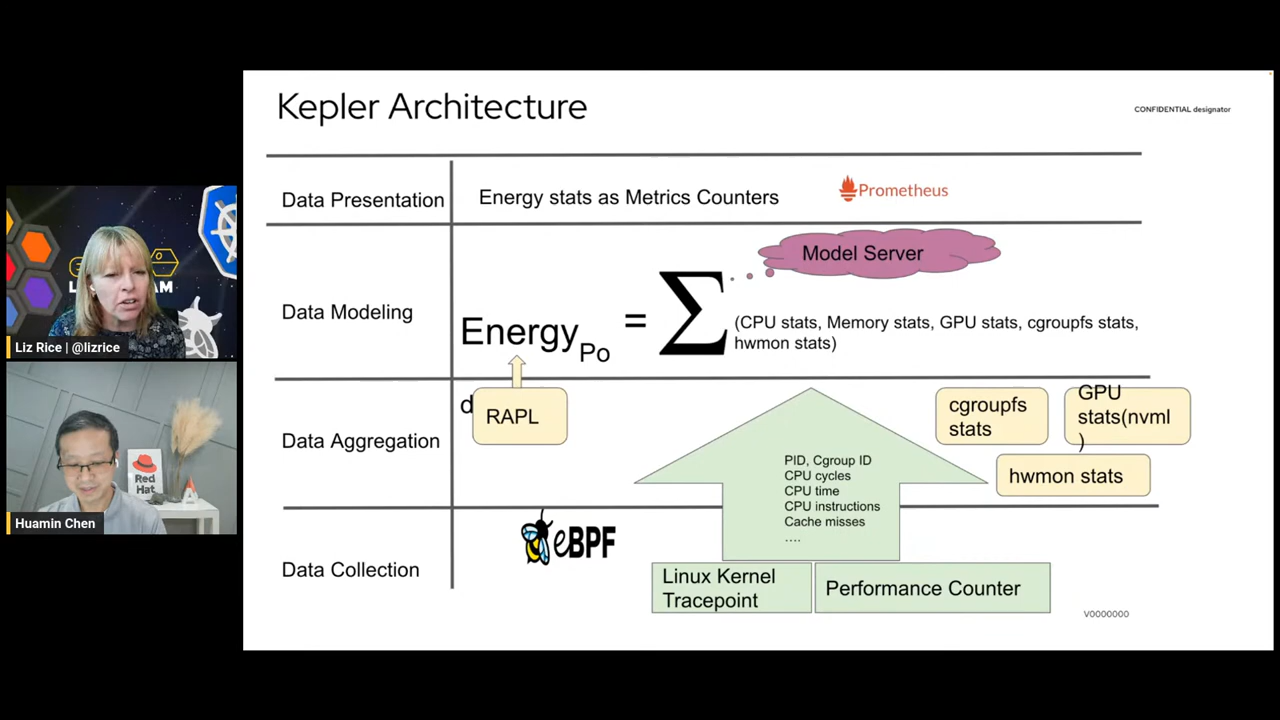 Kepler Architecture
CONFIDENTIAL designator
Data Presentation
Energy stats as Metrics Counters
Prometheus
Data Modeling
Model Server
Energy
Po
d
=
∑
(CPU stats, Memory stats, GPU stats, cgroupfs stats,
hwmon stats)
Data Aggregation
RAPL
PID, Cgroup ID
CPU cycles
CPU time
CPU instructions
Cache misses
....
cgroupfs
stats
GPU
stats(nvml
)
hwmon stats
Data Collection
eBPF
Linux Kernel
Tracepoint
Performance Counter
V0000000
Liz Rice | @lizrice
Red
Hat
Huamin Chen